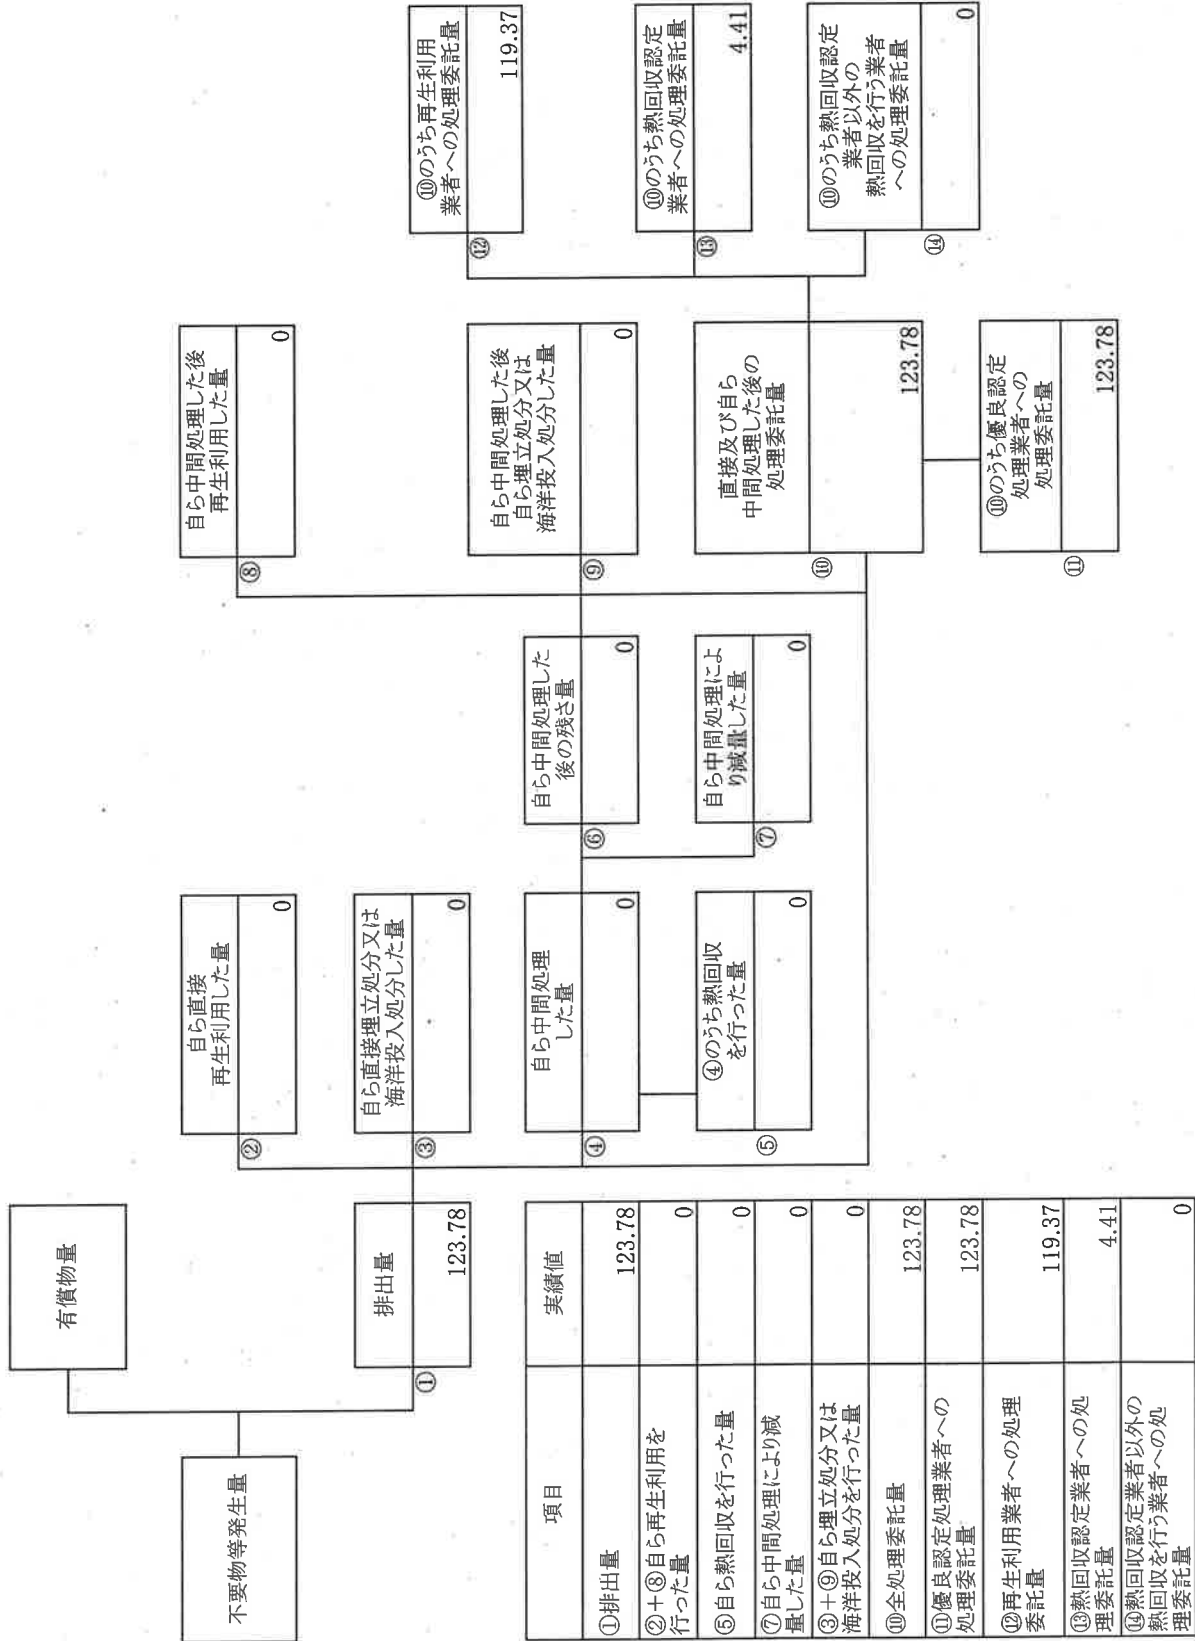 不要物等発生量
有償物量
①
排出量
123.78
②
自ら直接
再生利用した量
0
③
自ら直接埋立処分又は
海洋投入処分した量
0
④
自ら中間処理
した量
0
⑤
④のうち熱回収
を行った量
0
⑥
自ら中間処理した
後の残さ量
0
⑦
自ら中間処理によ
り減量した量
0
⑧
自ら中間処理した後
再生利用した量
0
⑨
自ら中間処理した後
自ら埋立処分又は
海洋投入処分した量
0
⑩
直接及び自ら
中間処理した後の
処理委託量
123.78
⑪
⑩のうち優良認定
処理業者への
処理委託量
123.78
⑫
⑩のうち再生利用
業者への処理委託量
119.37
⑬
⑩のうち熱回収認定
業者への処理委託量
4.41
⑭
⑩のうち熱回収認定
業者以外の
熱回収を行う業者
への処理委託量
0
項目 実績値
①排出量 123.78
②+⑧自ら再生利用を
行った量 0
⑤自ら熱回収を行った量 0
⑦自ら中間処理により減
量した量 0
③+⑨自ら埋立処分又は
海洋投入処分を行った量 0
⑩全処理委託量 123.78
⑪優良認定処理業者への
処理委託量 123.78
⑫再生利用業者への処理
委託量 119.37
⑬熱回収認定業者への処
理委託量 4.41
⑭熱回収認定業者以外の
熱回収を行う業者への処
理委託量 0